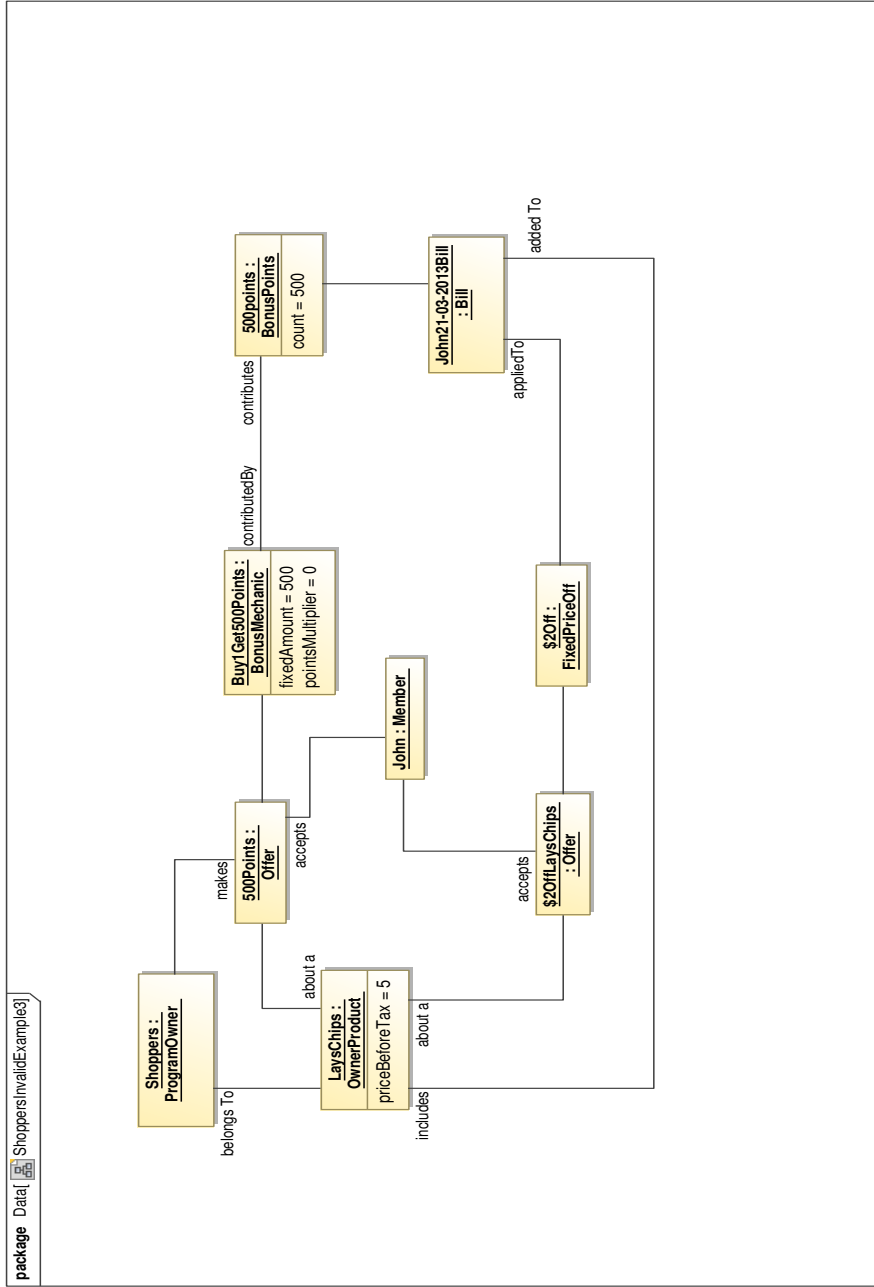 package Data[ ShoppersInvalidExample3]
Shoppers :
ProgramOwner
belongs To
makes
500Points :
Offer
accepts
Buy1Get500Points :
BonusMechanic
fixedAmount = 500
pointsMultiplier = 0
contributedBy
contributes
500points :
BonusPoints
count = 500
about a
LaysChips :
OwnerProduct
priceBeforeTax = 5
includes
about a
John : Member
accepts
$2OffLaysChips
: Offer
$2Off :
FixedPriceOff
John21-03-2013Bill
: Bill
appliedTo
added To